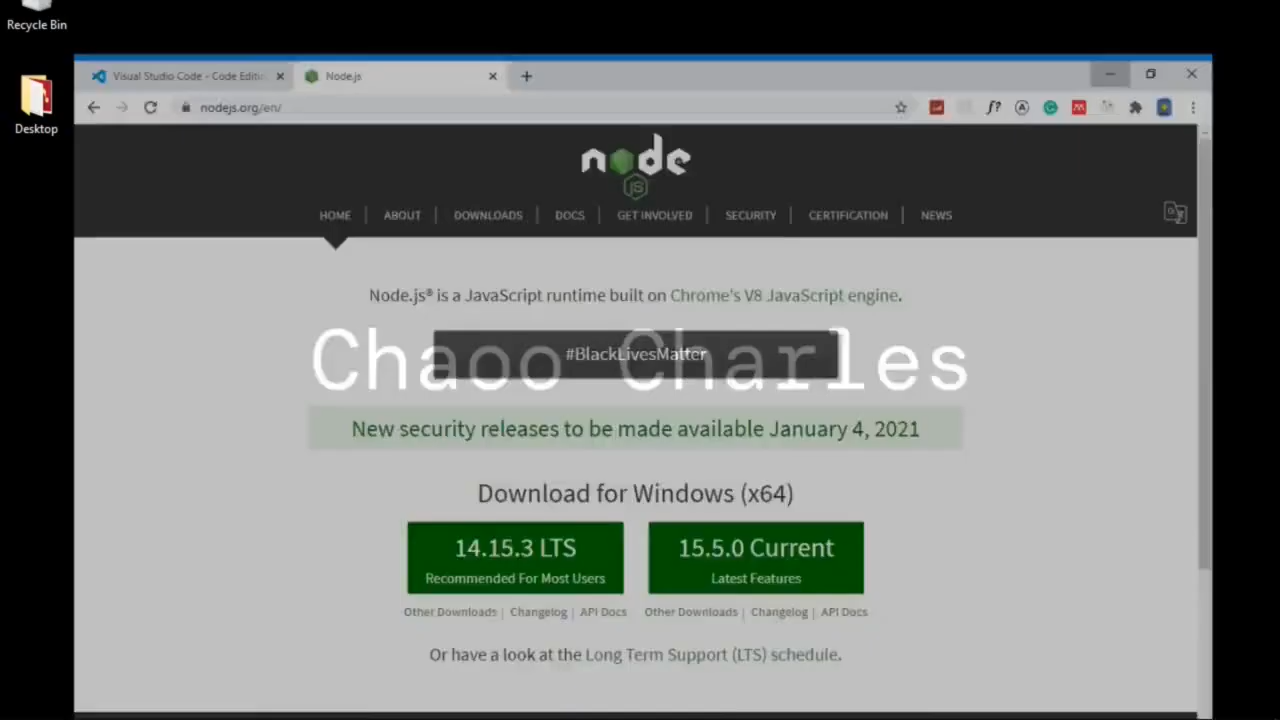 Recycle Bin
Desktop
Visual Studio Code - Code Editin
Node.js
nodejs.org/en/
f?
node
JS
HOME
ABOUT
DOWNLOADS
DOCS
GET INVOLVED
SECURITY
CERTIFICATION
NEWS
Node.js® is a JavaScript runtime built on Chrome's V8 JavaScript engine.
#BlackLivesMatter
Chaoo Charles
New security releases to be made available January 4, 2021
Download for Windows (x64)
14.15.3 LTS
Recommended For Most Users
15.5.0 Current
Latest Features
Other Downloads | Changelog | API Docs
Other Downloads | Changelog | API Docs
Or have a look at the Long Term Support (LTS) schedule.